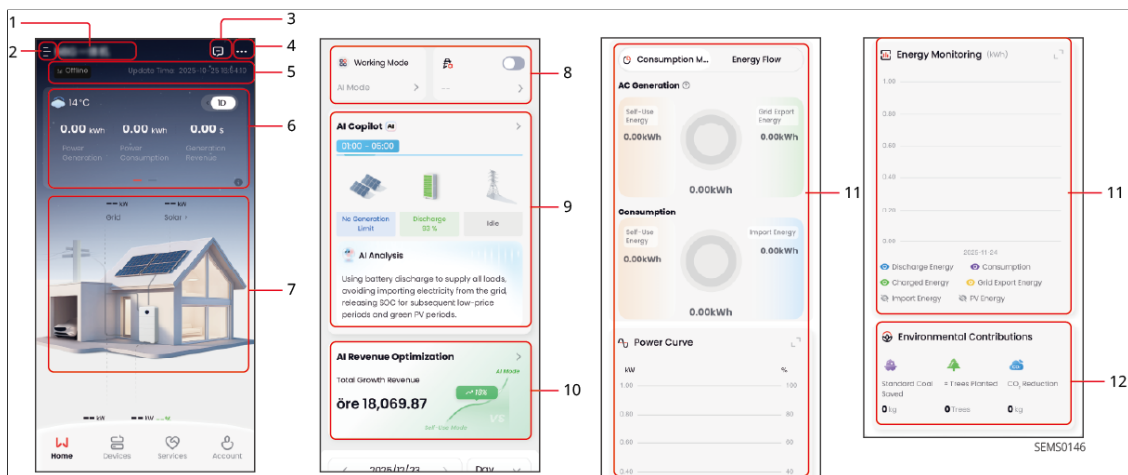 1
2
3
4
5
6
7
8
9
10
11
11
12
Offline
Update Time 2025-10-25 18:54:10
14°C
1D
0.00 kWh
0.00 kWh
0.00 $
Power Generation
Power Consumption
Generation Revenue
-- kW
Grid
-- kW
Solar ›
-- kW
-- kW
Home
Devices
Services
Account
Working Mode
AI Mode
--
AI Copilot AI
01:00 - 05:00
No Generation Limit
Discharge 93 %
Idle
AI Analysis
Using battery discharge to supply all loads,
avoiding importing electricity from the grid,
releasing SOC for subsequent low-price
periods and green PV periods.
AI Revenue Optimization
Total Growth Revenue
öre 18,069.87
AI Mode
10%
VS
Self-Use Mode
2025/12/23
Day
Consumption M...
Energy Flow
AC Generation
Self-Use Energy
0.00kWh
Grid Export Energy
0.00kWh
0.00kWh
Consumption
Self-Use Energy
0.00kWh
Import Energy
0.00kWh
0.00kWh
Power Curve
kW
%
1.00
100
0.80
80
0.60
60
0.40
40
Energy Monitoring (kWh)
1.00
0.80
0.60
0.40
0.20
0.00
2025-11-24
Discharge Energy
Consumption
Charged Energy
Grid Export Energy
Import Energy
PV Energy
Environmental Contributions
Standard Coal Saved
≈ Trees Planted
CO₂ Reduction
0 kg
0 Trees
0 kg
SEMS0146